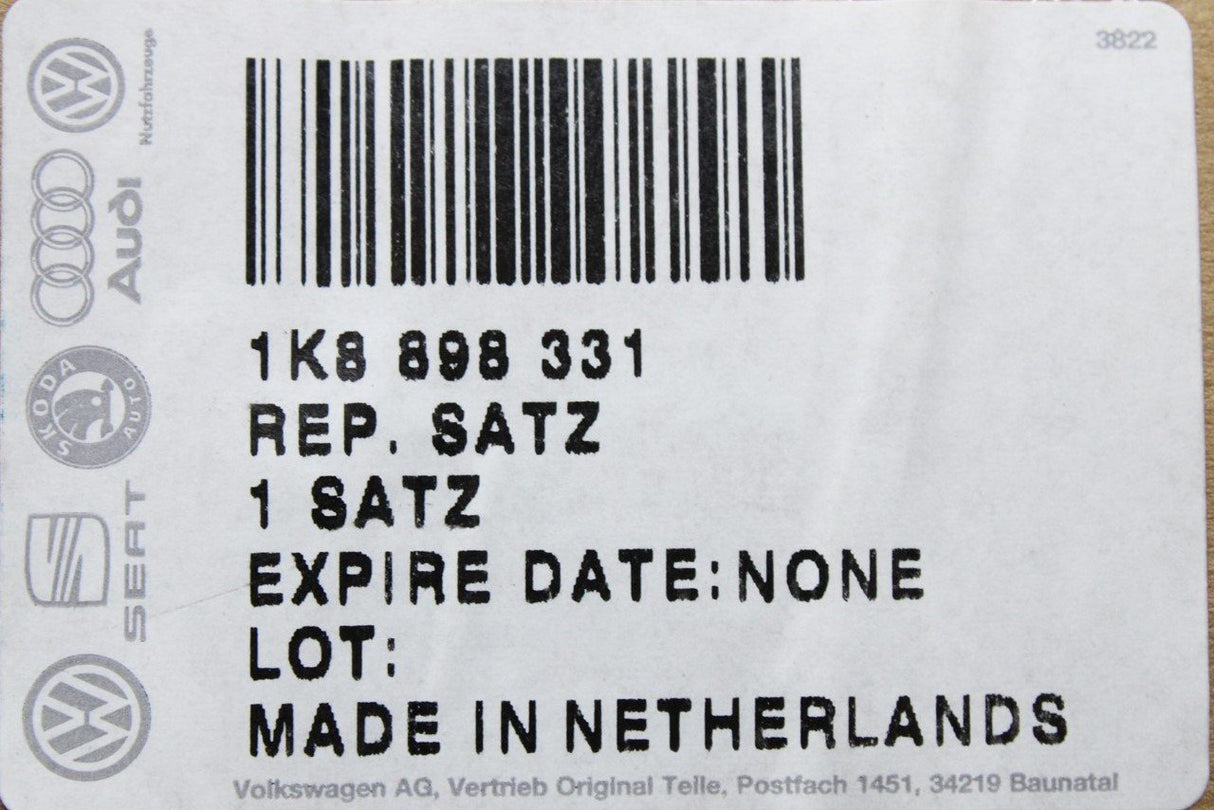 3822
Nutzfahrzeuge
Audi
SKODA AUTO
SEAT
1K8 898 331
REP. SATZ
1 SATZ
EXPIRE DATE:NONE
LOT:
MADE IN NETHERLANDS
Volkswagen AG, Vertrieb Original Teile, Postfach 1451, 34219 Baunatal